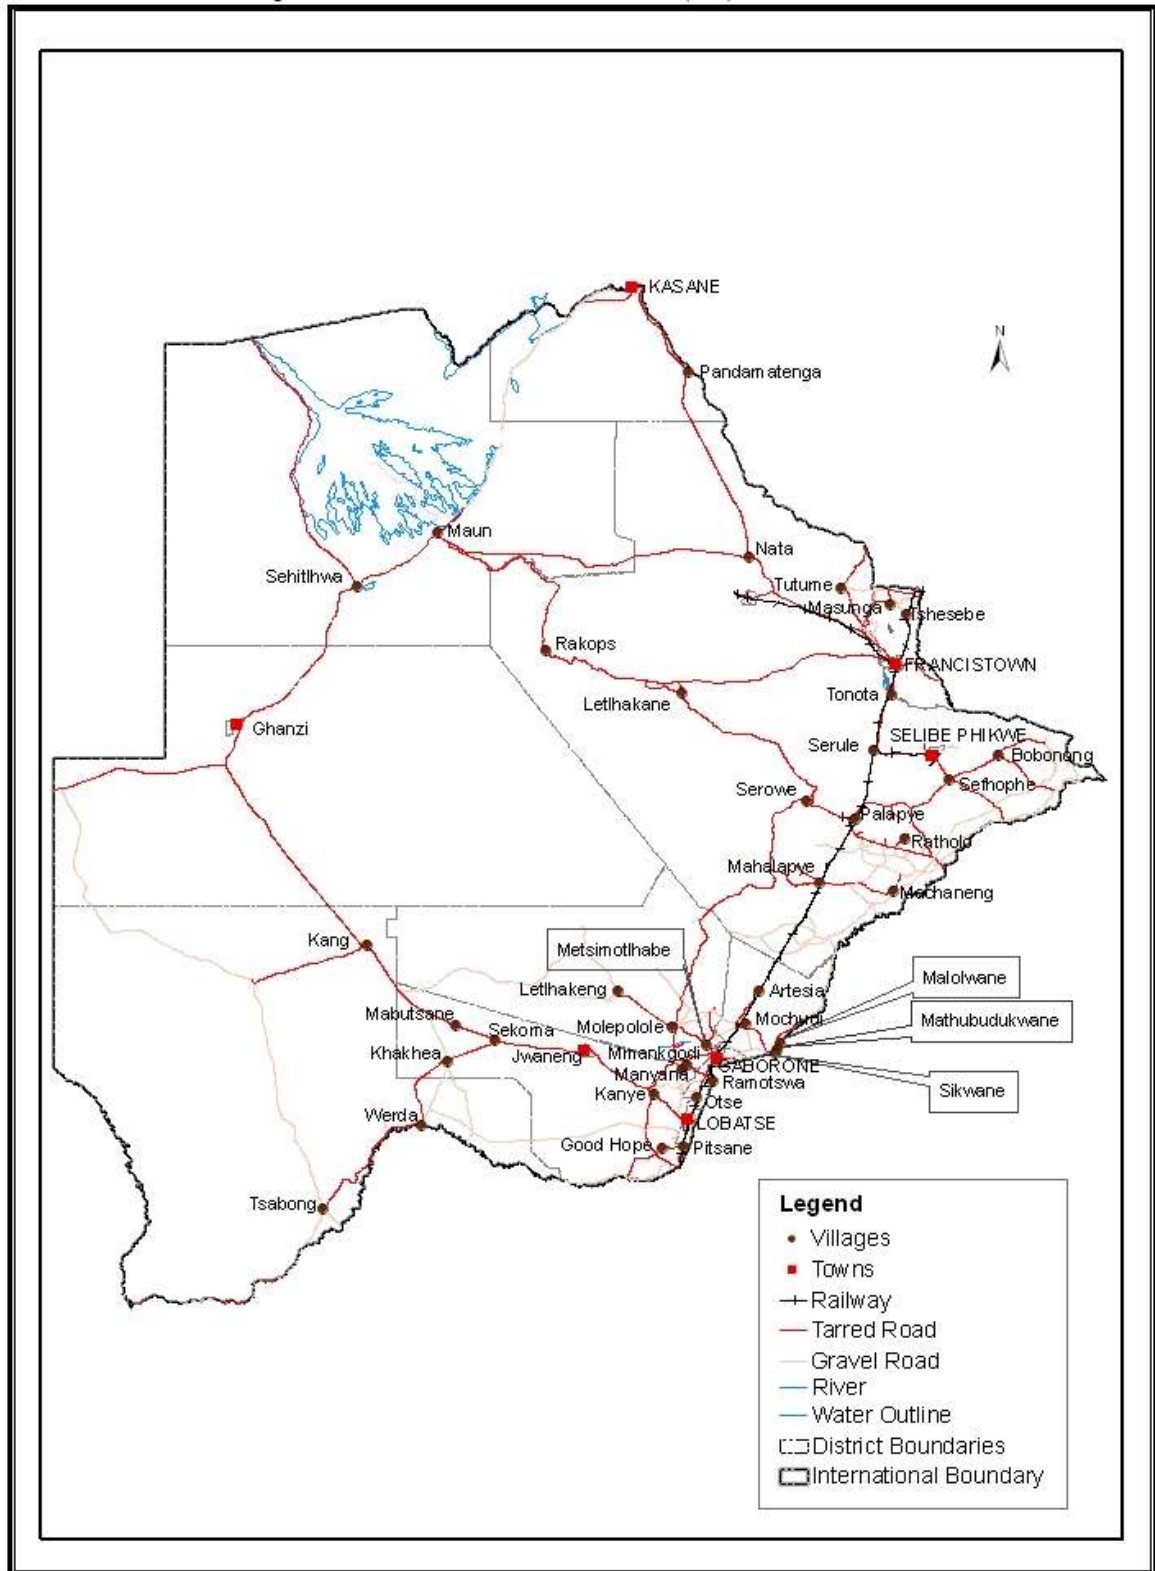 KASANE
N
Pandamatenga
Maun
Nata
Sehitlhwa
Tutume
Masunga
Tshesebe
Rakops
FRANCISTOWN
Letlhakane
Tonota
Ghanzi
SELIBE PHIKWE
Serule
Bobonong
Sefhophe
Serowe
Palapye
Ratholo
Mahalapye
Machaneng
Kang
Metsimotlhabe
Malolwane
Letlhakeng
Artesia
Mabutsane
Molepolole
Mochudi
Mathubudukwane
Sekoma
Khakhea
Jwaneng
Mmankgodi
GABORONE
Manyana
Ramotswa
Sikwane
Kanye
Otse
Werda
LOBATSE
Good Hope
Pitsane
Tsabong
Legend
Villages
Towns
Railway
Tarred Road
Gravel Road
River
Water Outline
District Boundaries
International Boundary